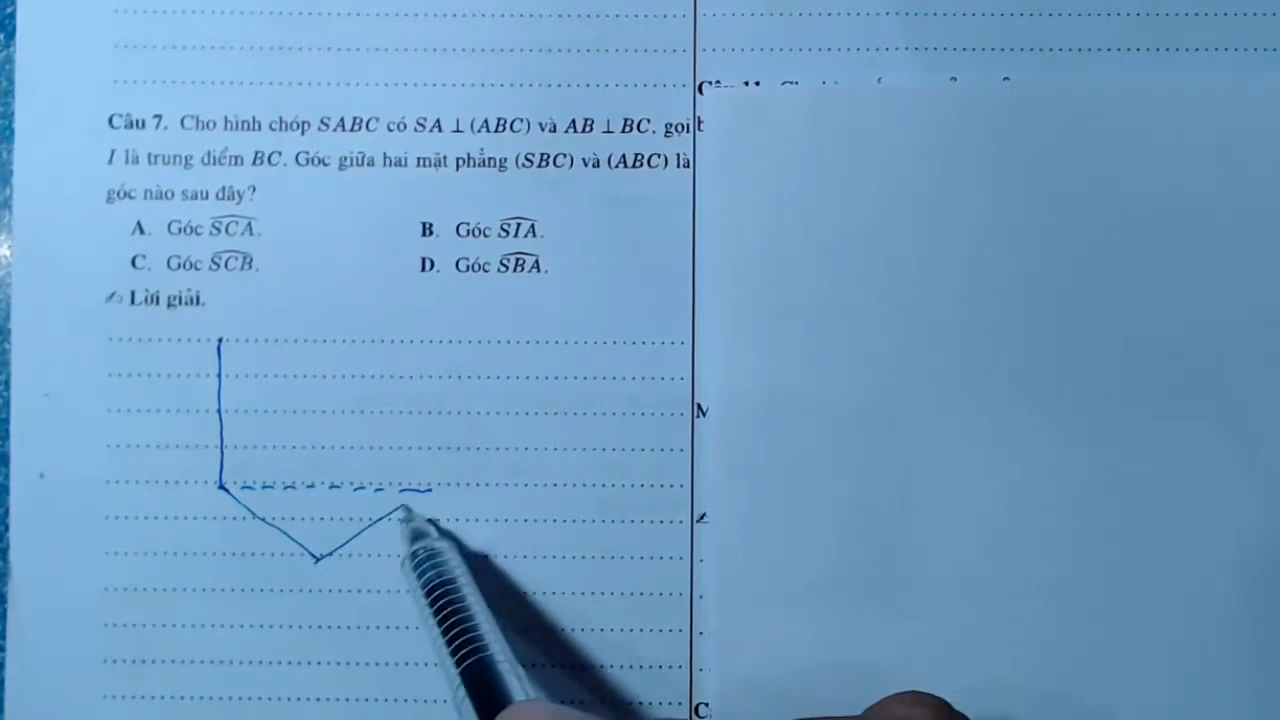 Câu 7. Cho hình chóp SABC có SA ⊥ (ABC) và AB ⊥ BC, gọi
I là trung điểm BC. Góc giữa hai mặt phẳng (SBC) và (ABC) là
góc nào sau đây?
A. Góc SCA.
B. Góc SIA.
C. Góc SCB.
D. Góc SBA.
✍ Lời giải.
b
M
C